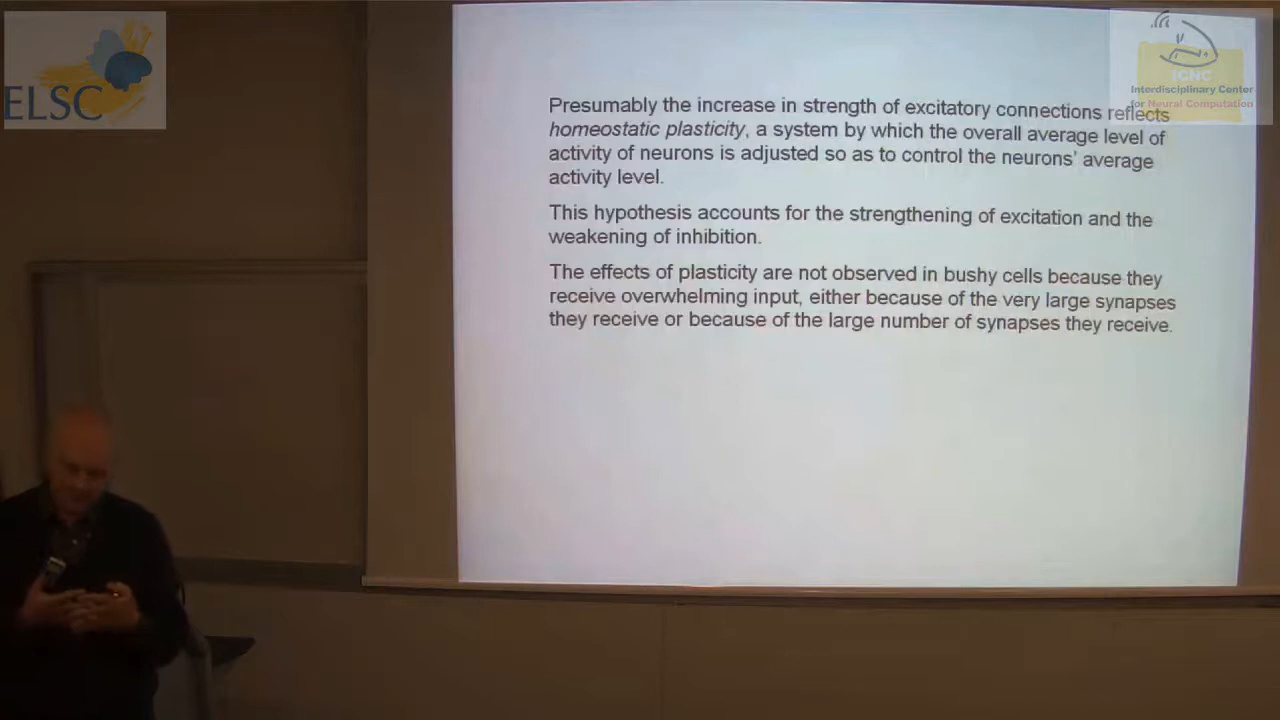 ELSC
ICNC
Interdisciplinary Center
for Neural Computation
Presumably the increase in strength of excitatory connections reflects
homeostatic plasticity, a system by which the overall average level of
activity of neurons is adjusted so as to control the neurons' average
activity level.
This hypothesis accounts for the strengthening of excitation and the
weakening of inhibition.
The effects of plasticity are not observed in bushy cells because they
receive overwhelming input, either because of the very large synapses
they receive or because of the large number of synapses they receive.